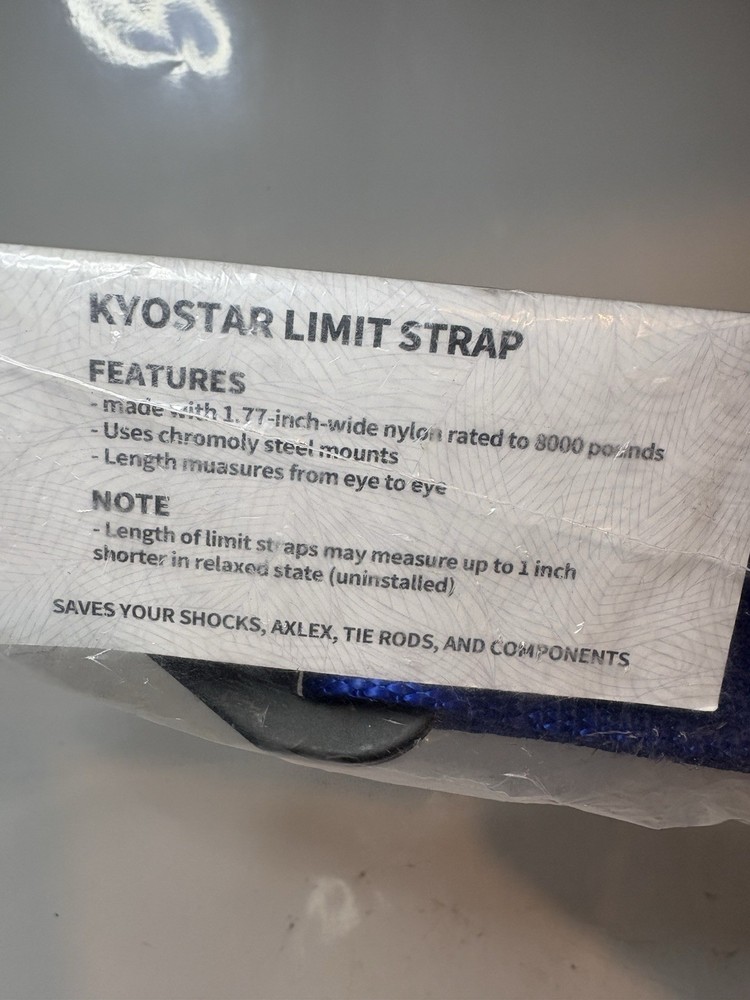 KYOSTAR LIMIT STRAP
FEATURES
- made with 1.77-inch-wide nylon rated to 8000 pounds
- Uses chromoly steel mounts
- Length muasures from eye to eye
NOTE
- Length of limit straps may measure up to 1 inch
shorter in relaxed state (uninstalled)
SAVES YOUR SHOCKS, AXLEX, TIE RODS, AND COMPONENTS